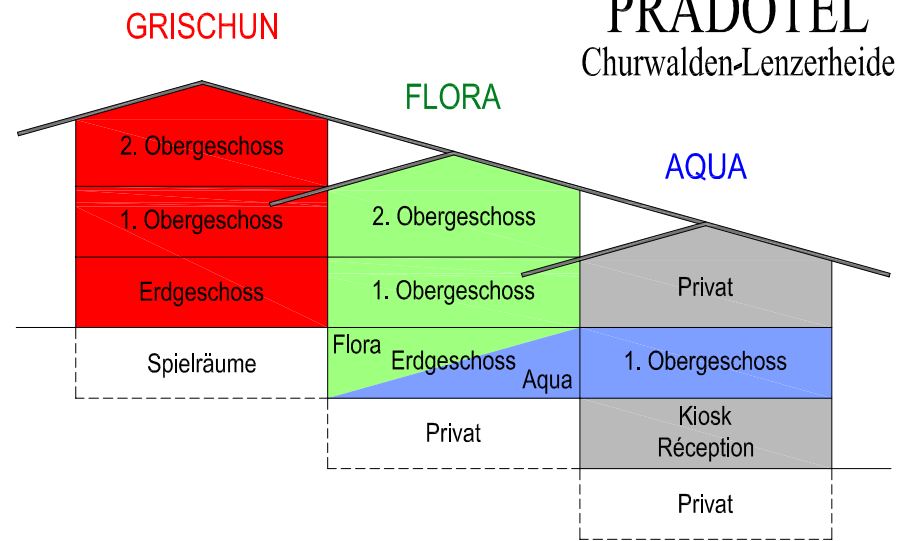 PRADOTEL
Churwalden-Lenzerheide
GRISCHUN
FLORA
AQUA
2. Obergeschoss
1. Obergeschoss
Erdgeschoss
Spielräume
2. Obergeschoss
1. Obergeschoss
Flora
Erdgeschoss
Aqua
Privat
Privat
1. Obergeschoss
Kiosk
Réception
Privat